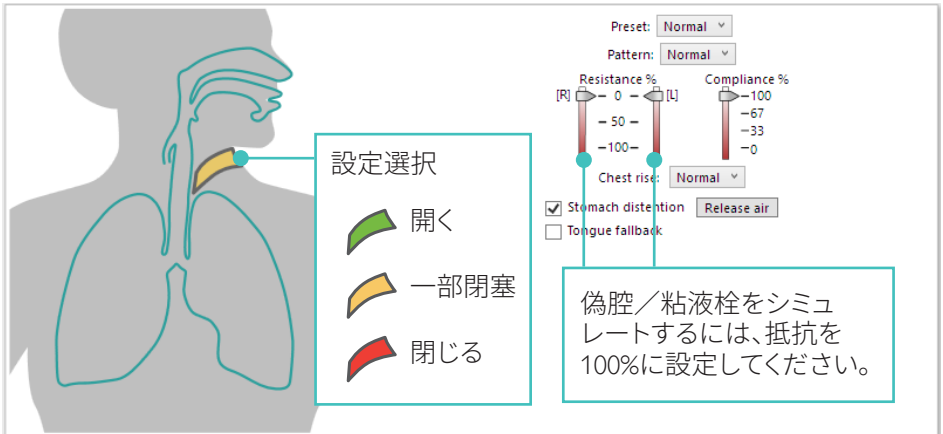 Preset: Normal
Pattern: Normal
Resistance % Compliance %
[R] 0 [L] 100
67
50
33
100 0
Chest rise: Normal
Stomach distention Release air
Tongue fallback
設定選択
開く
一部閉塞
閉じる
偽腔／粘液栓をシミュ
レートするには、抵抗を
100%に設定してください。